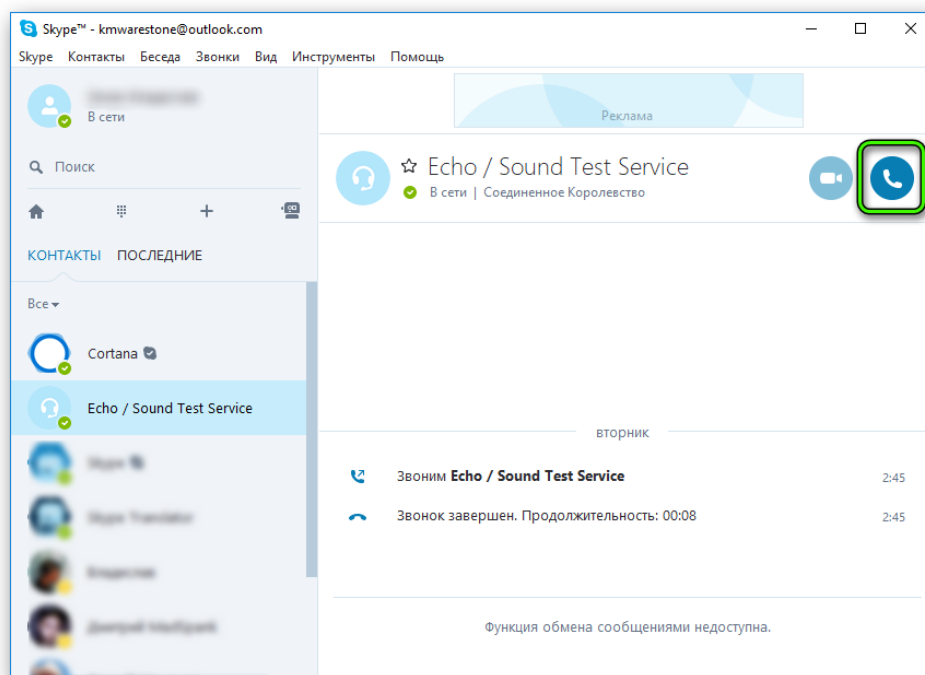 Skype™ - kmwarestone@outlook.com
Skype Контакты Беседа Звонки Вид Инструменты Помощь
В сети
Поиск
КОНТАКТЫ ПОСЛЕДНИЕ
Все
Cortana
Echo / Sound Test Service
Реклама
Echo / Sound Test Service
В сети | Соединенное Королевство
вторник
Звоним Echo / Sound Test Service 2:45
Звонок завершен. Продолжительность: 00:08 2:45
Функция обмена сообщениями недоступна.